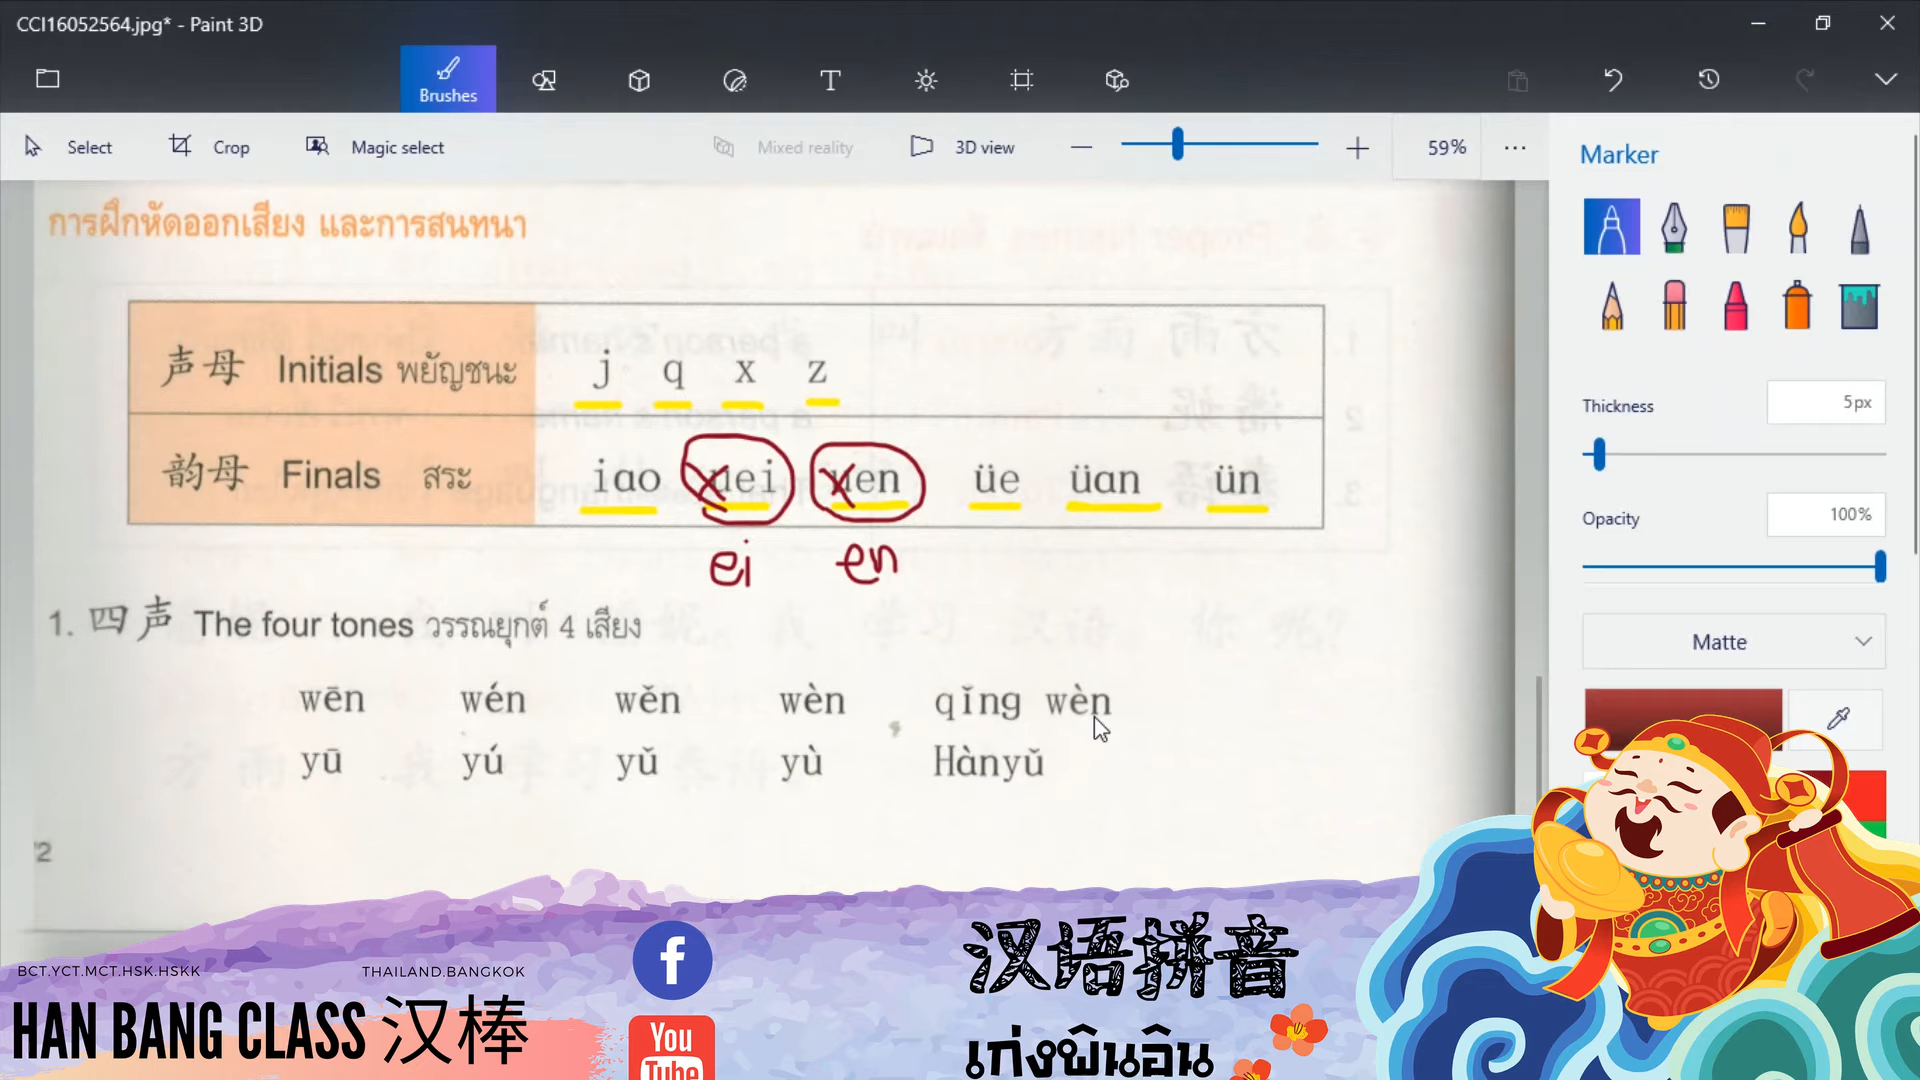 CCI16052564.jpg* - Paint 3D
Brushes
Select Crop Magic select Mixed reality 3D view 59%
Marker
Thickness 5px
Opacity 100%
Matte
การฝึกหัดออกเสียง และการสนทนา
声母 Initials พยัญชนะ j q x z
韵母 Finals สระ iao uei uen üe üan ün
ei en
1. 四声 The four tones วรรณยุกต์ 4 เสียง
wēn wén wěn wèn qǐng wèn
yū yú yǔ yù Hànyǔ
BCT.YCT.MCT.HSK.HSKK THAILAND.BANGKOK
HAN BANG CLASS 汉棒
f
You
Tube
汉语拼音
เก่งพินอิน